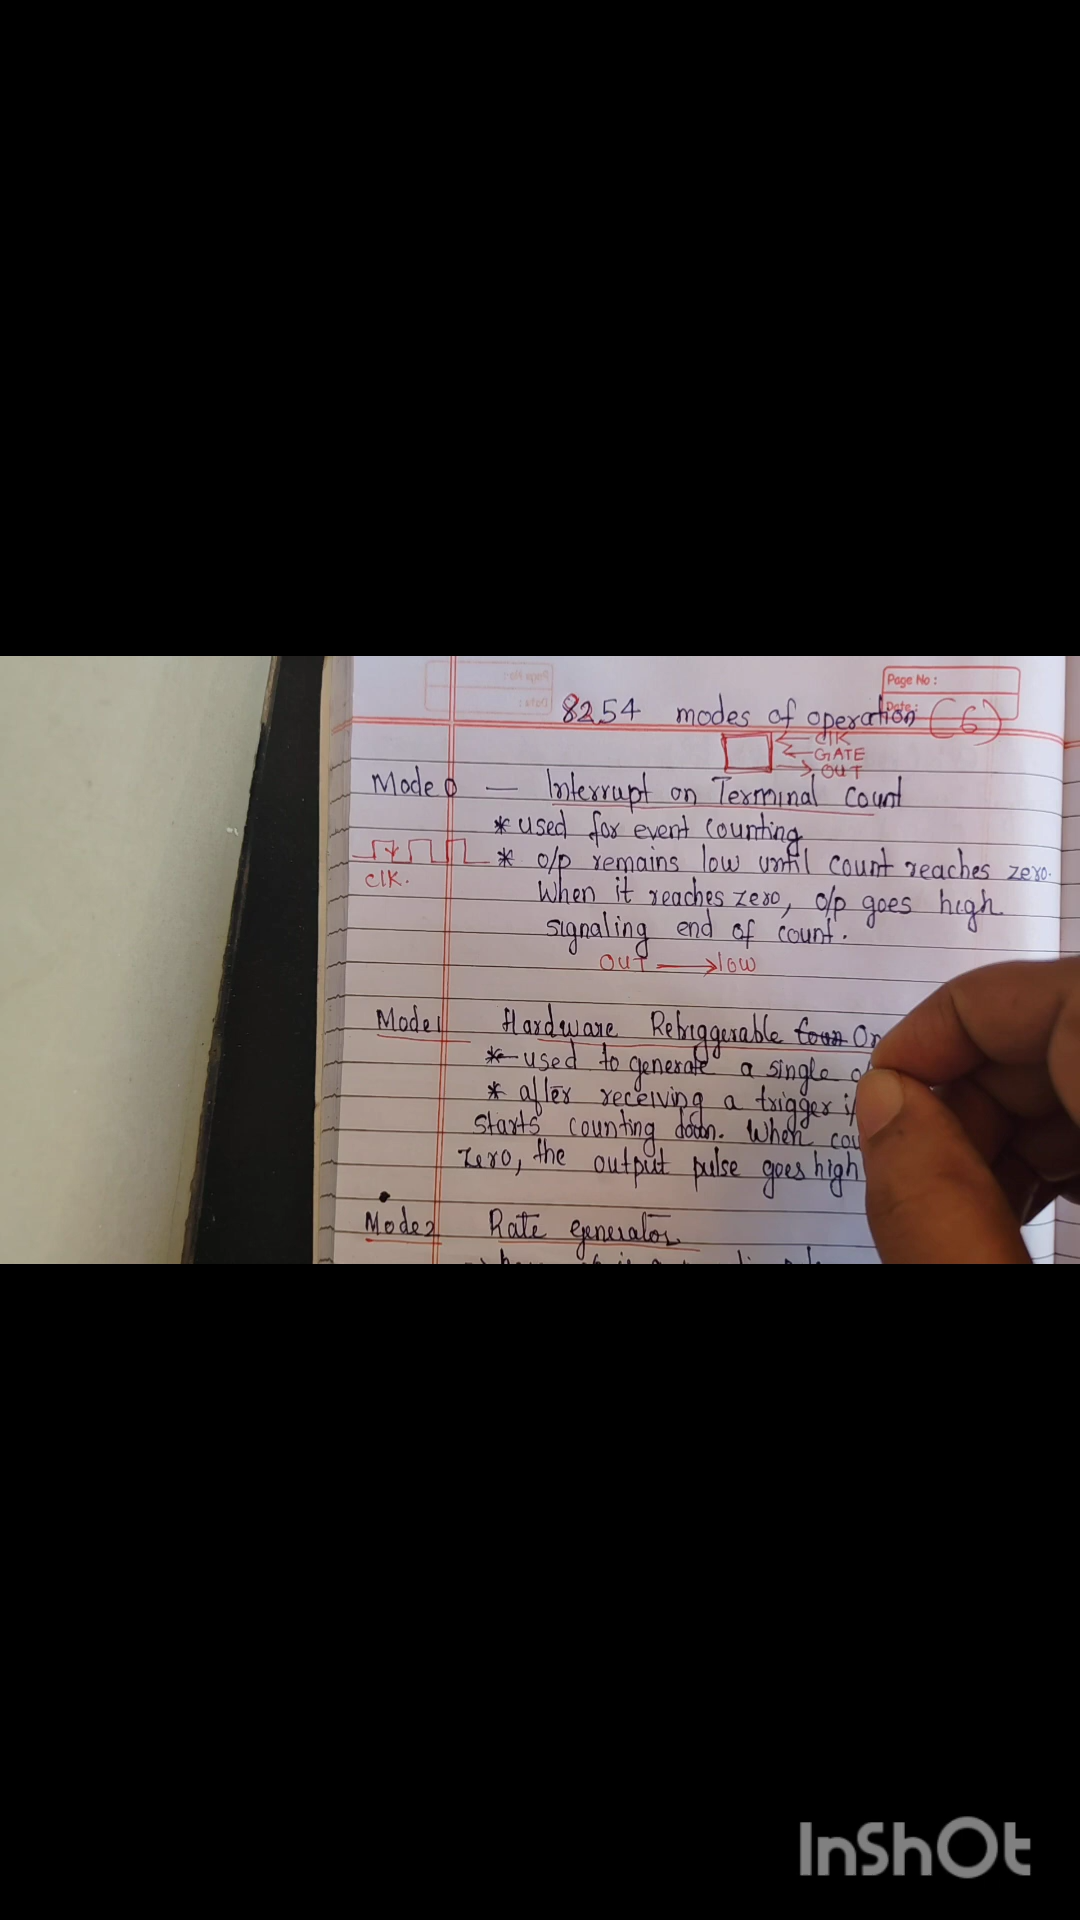 Page No :
Date :
8254 modes of operation (6)
CLK
GATE
OUT
Mode 0 — Interrupt on Terminal Count
* used for event counting
* o/p remains low until count reaches zero.
CLK.
When it reaches zero, o/p goes high
signaling end of count.
OUT → low
Mode 1 Hardware Retriggerable
* used to generate a single
* after receiving a trigger
starts counting down. When
zero, the output pulse goes high
Mode 2 Rate generator
InShOt